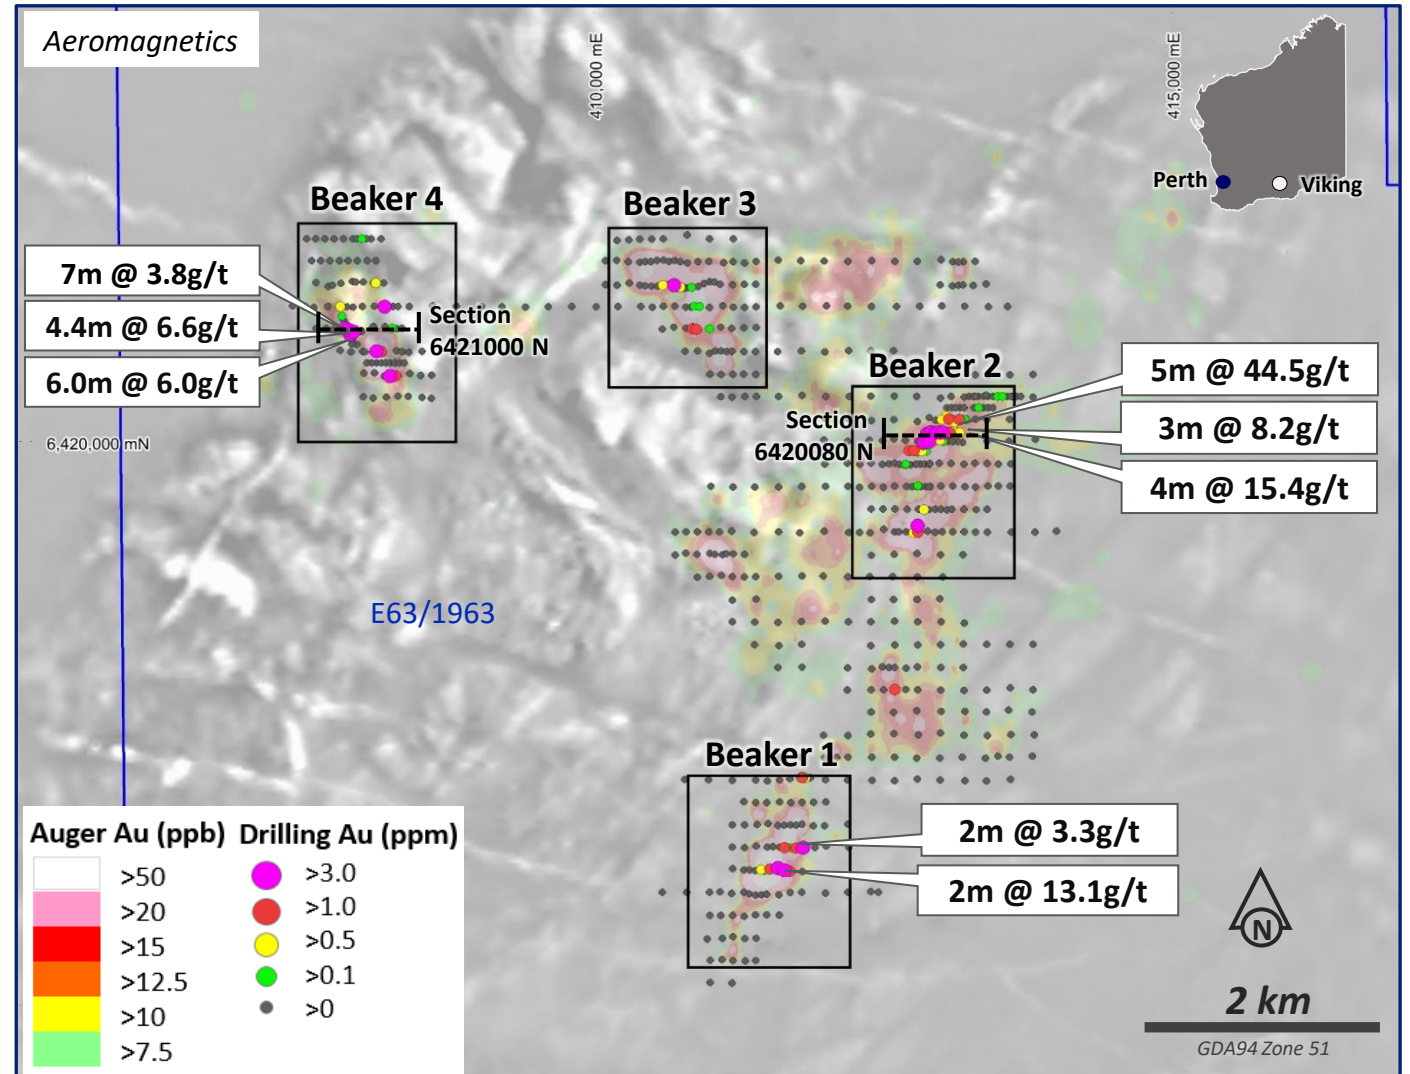 Aeromagnetics
410,000 mE
415,000 mE
Perth
Viking
Beaker 4
Beaker 3
7m @ 3.8g/t
4.4m @ 6.6g/t
6.0m @ 6.0g/t
Section
6421000 N
Beaker 2
5m @ 44.5g/t
3m @ 8.2g/t
4m @ 15.4g/t
Section
6420080 N
6,420,000 mN
E63/1963
Beaker 1
2m @ 3.3g/t
2m @ 13.1g/t
Auger Au (ppb)
>50
>20
>15
>12.5
>10
>7.5
Drilling Au (ppm)
>3.0
>1.0
>0.5
>0.1
>0
N
2 km
GDA94 Zone 51